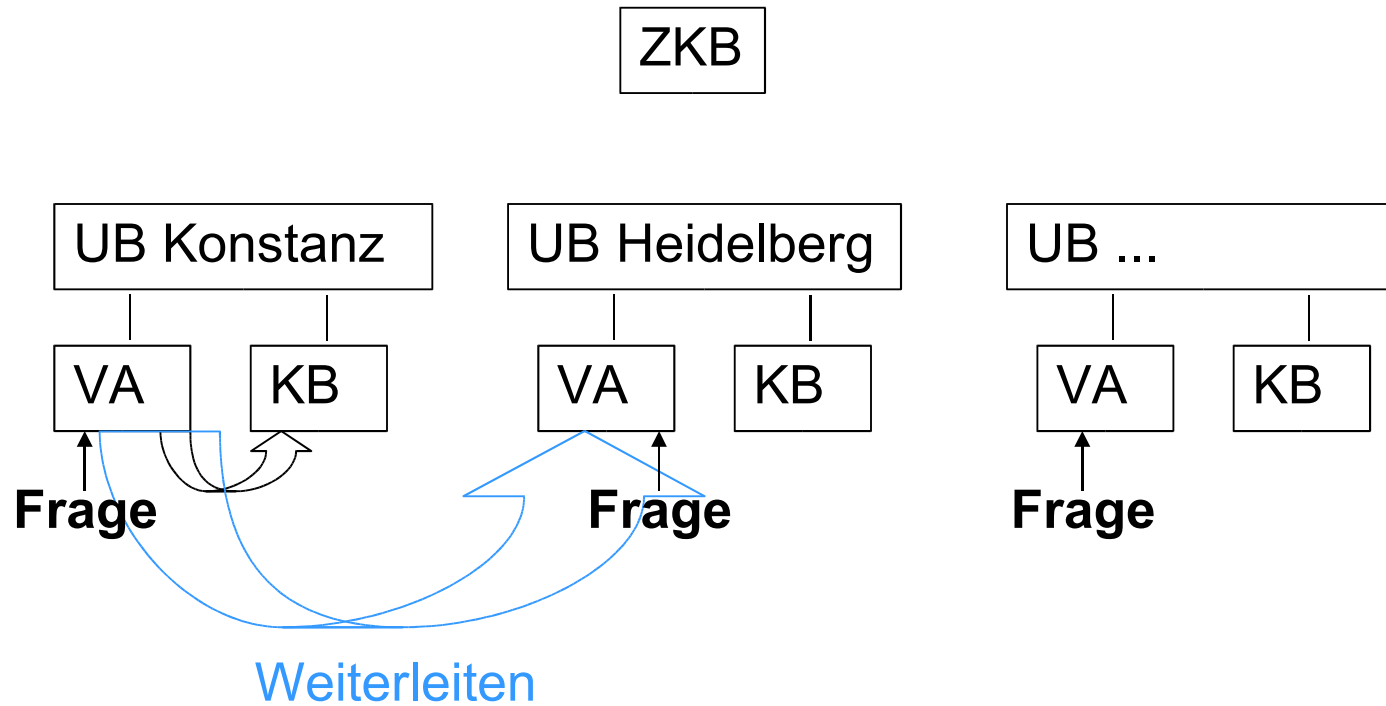 ZKB
UB Konstanz
UB Heidelberg
UB ...
VA
KB
VA
KB
VA
KB
Frage
Frage
Frage
Weiterleiten